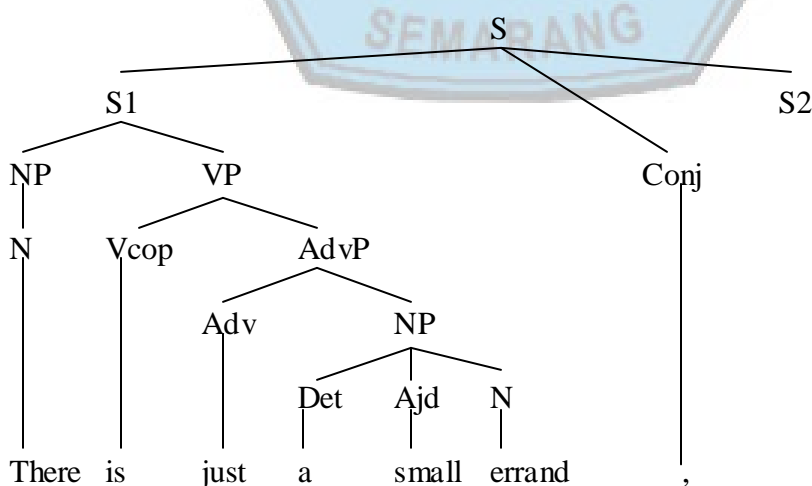 SEMARANG
S
S1 S2
NP VP Conj
N Vcop AdvP
Adv NP
Det Ajd N
There is just a small errand ,